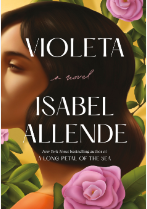 VIOLETA
a novel
ISABEL
ALLENDE
New York Times bestselling author of
A LONG PETAL OF THE SEA